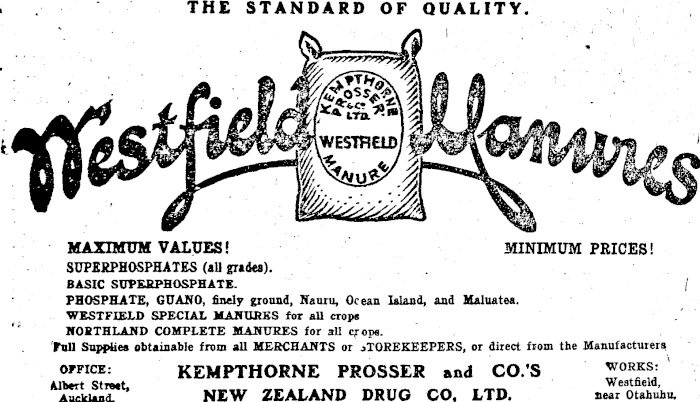 THE STANDARD OF QUALITY.
Westfield Manures
KEMPTHORNE
PROSSER
& Co
LTD.
WESTFIELD
MANURE
MAXIMUM VALUES! MINIMUM PRICES!
SUPERPHOSPHATES (all grades).
BASIC SUPERPHOSPHATE.
PHOSPHATE, GUANO, finely ground, Nauru, Ocean Island, and Maluatea.
WESTFIELD SPECIAL MANURES for all crops
NORTHLAND COMPLETE MANURES for all crops.
Full Supplies obtainable from all MERCHANTS or STOREKEEPERS, or direct from the Manufacturers
OFFICE:
Albert Street,
Auckland.
KEMPTHORNE PROSSER and CO.'S
NEW ZEALAND DRUG CO, LTD.
WORKS:
Westfield,
near Otahuhu.